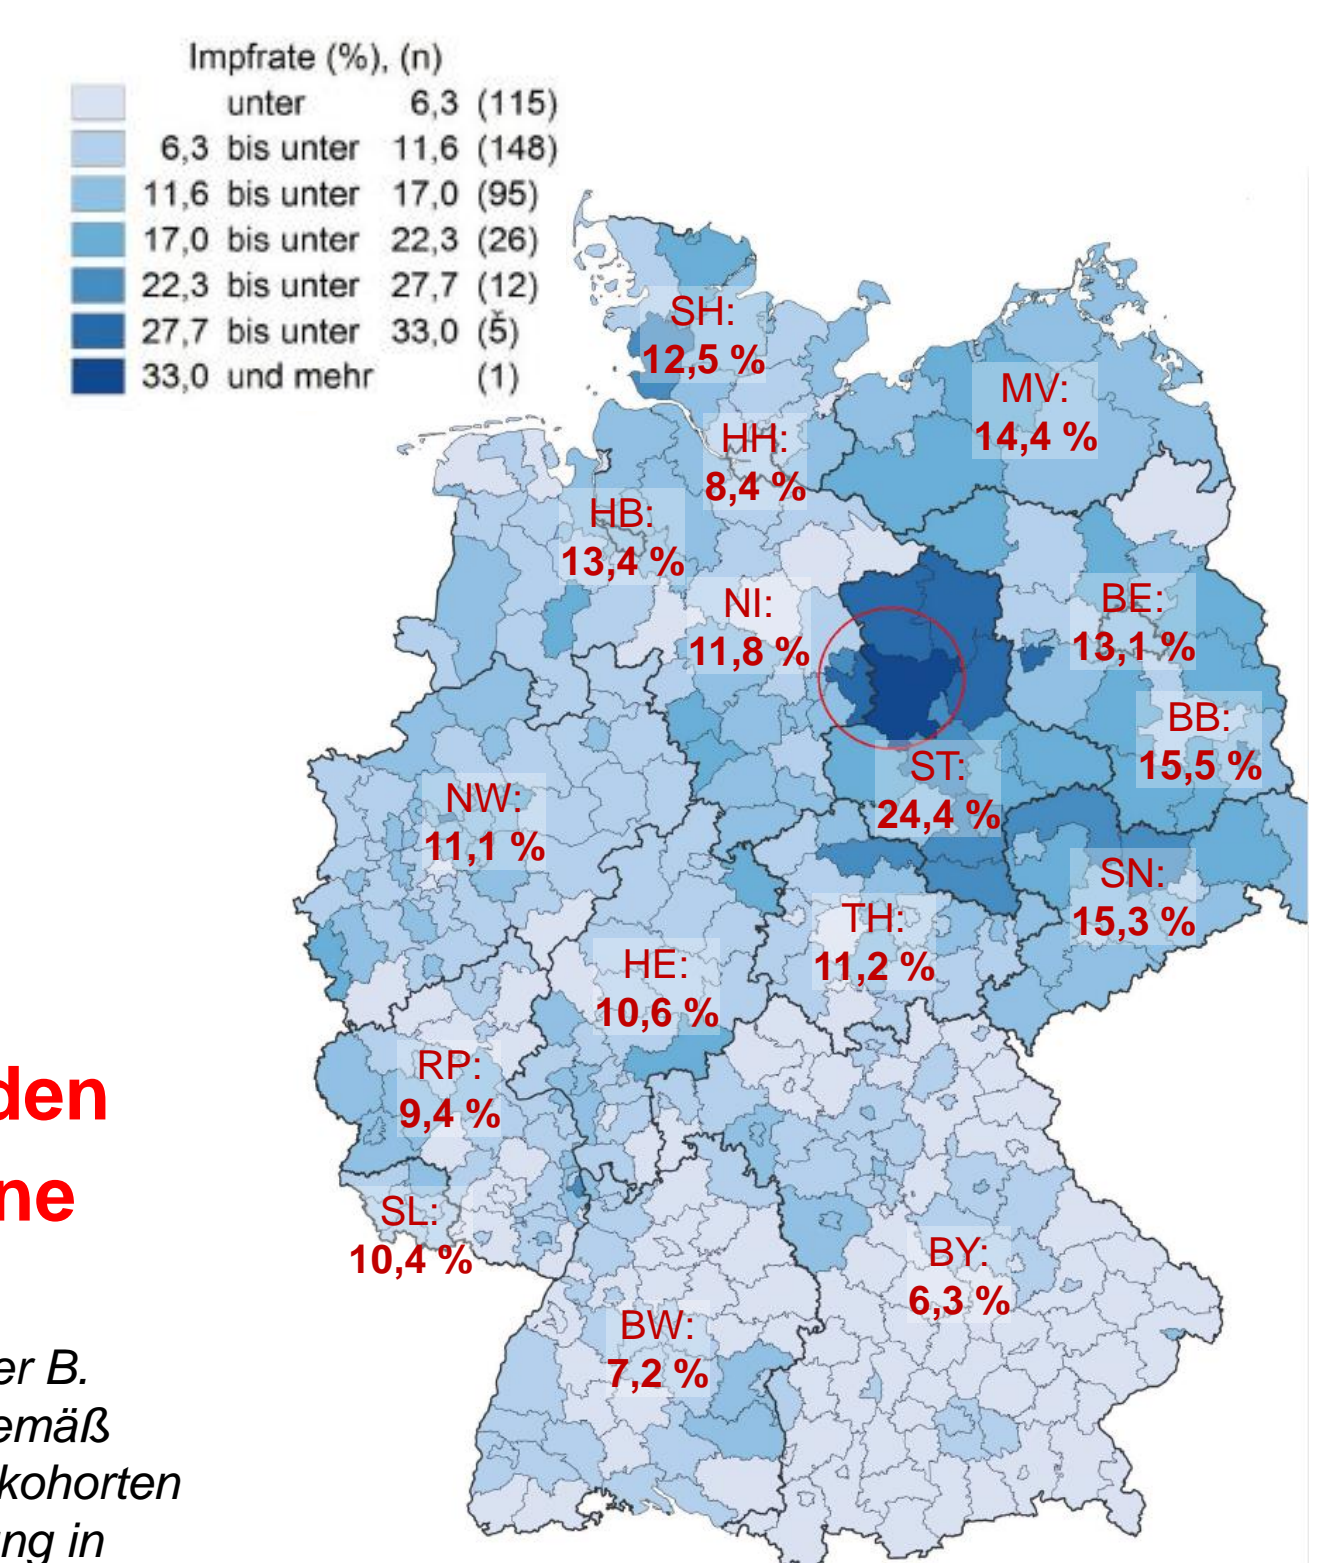 Impfrate (%), (n)
unter 6,3 (115)
6,3 bis unter 11,6 (148)
11,6 bis unter 17,0 (95)
17,0 bis unter 22,3 (26)
22,3 bis unter 27,7 (12)
27,7 bis unter 33,0 (5)
33,0 und mehr (1)
SH:
12,5 %
MV:
14,4 %
HH:
8,4 %
HB:
13,4 %
NI:
11,8 %
BE:
13,1 %
BB:
15,5 %
ST:
24,4 %
NW:
11,1 %
SN:
15,3 %
TH:
11,2 %
HE:
10,6 %
RP:
9,4 %
SL:
10,4 %
BY:
6,3 %
BW:
7,2 %
den
ne
er B.
emäß
kohorten
ung in